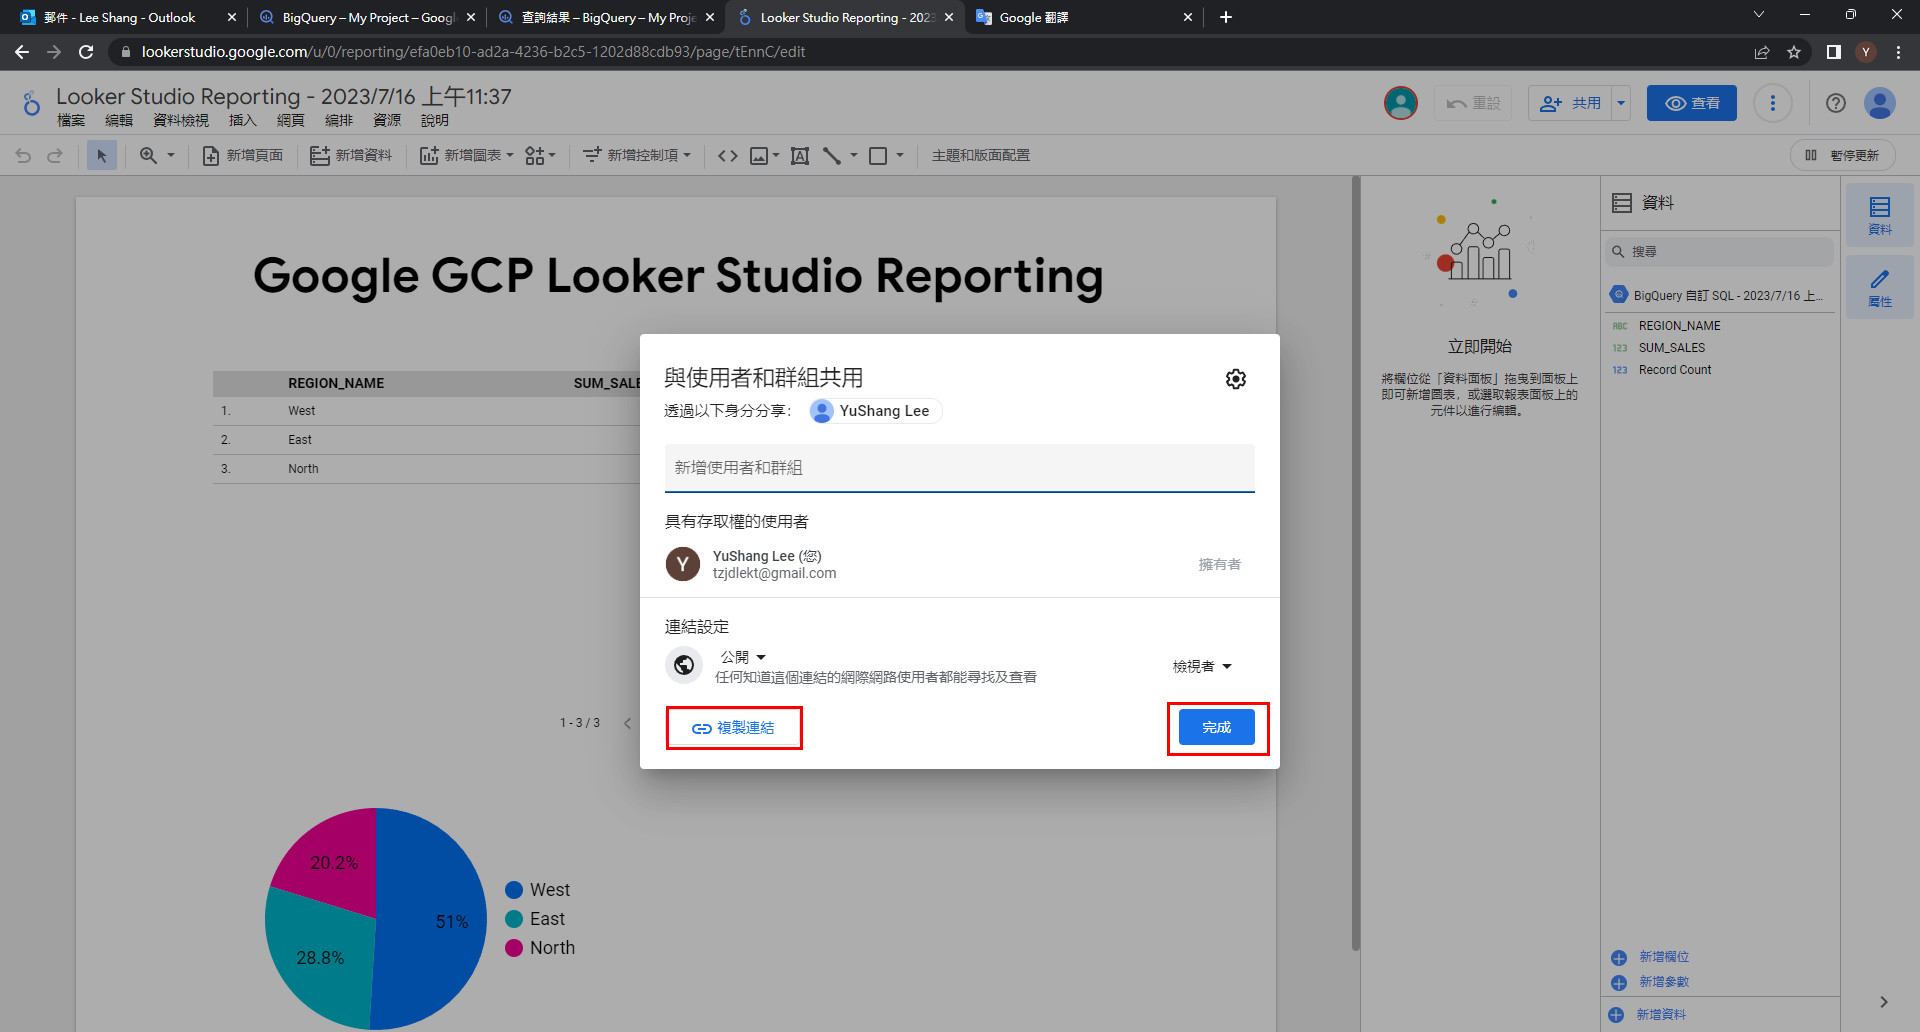 郵件 - Lee Shang - Outlook
BigQuery – My Project – Googl
查詢結果 – BigQuery – My Proje
Looker Studio Reporting - 2023
Google 翻譯
lookerstudio.google.com/u/0/reporting/efa0eb10-ad2a-4236-b2c5-1202d88cdb93/page/tEnnC/edit
Y
Looker Studio Reporting - 2023/7/16 上午11:37
檔案 編輯 資料檢視 插入 網頁 編排 資源 說明
重設
共用
查看
新增頁面
新增資料
新增圖表
新增控制項
主題和版面配置
暫停更新
Google GCP Looker Studio Reporting
REGION_NAME SUM_SALE
1. West
2. East
3. North
1 - 3 / 3
20.2%
51%
28.8%
West
East
North
與使用者和群組共用
透過以下身分分享： YuShang Lee
新增使用者和群組
具有存取權的使用者
Y
YuShang Lee (您)
tzjdlekt@gmail.com
擁有者
連結設定
公開
任何知道這個連結的網際網路使用者都能尋找及查看
檢視者
複製連結
完成
立即開始
將欄位從「資料面板」拖曳到面板上
即可新增圖表，或選取報表面板上的
元件以進行編輯。
資料
搜尋
BigQuery 自訂 SQL - 2023/7/16 上...
ABC REGION_NAME
123 SUM_SALES
123 Record Count
新增欄位
新增參數
新增資料
資料
屬性